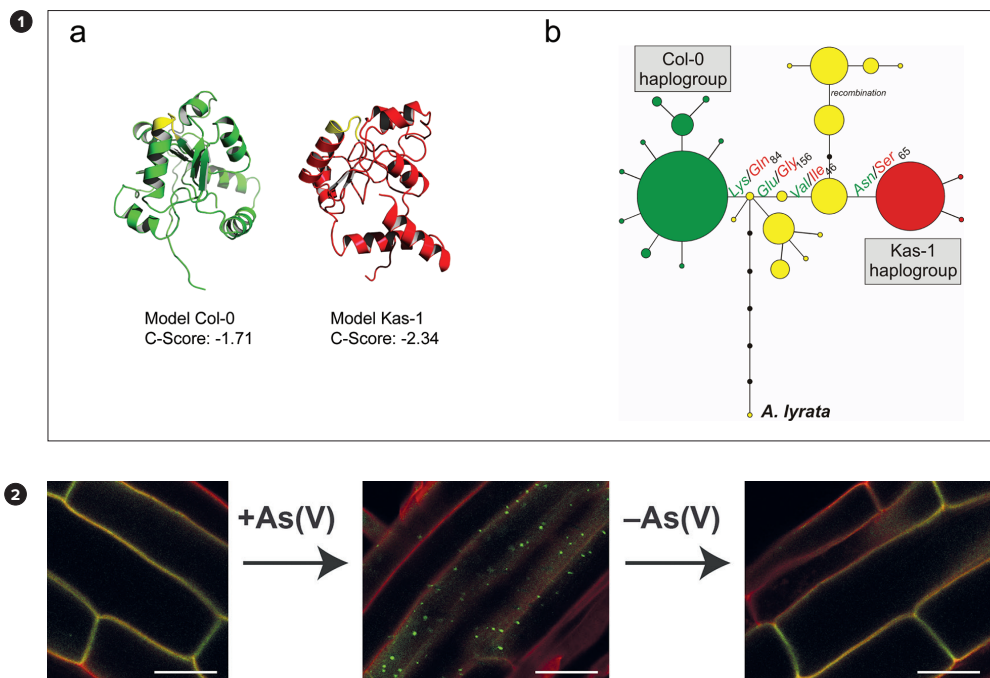 1
a
b
Model Col-0
C-Score: -1.71
Model Kas-1
C-Score: -2.34
Col-0
haplogroup
recombination
Lys/Gln84
Glu/Gly156
Val/Ile46
Asn/Ser 65
Kas-1
haplogroup
A. lyrata
2
+As(V)
–As(V)